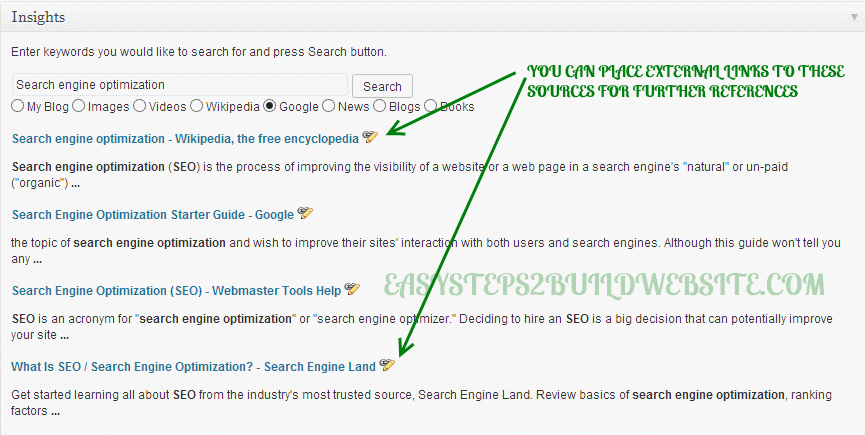 Insights
Enter keywords you would like to search for and press Search button.
YOU CAN PLACE EXTERNAL LINKS TO THESE
SOURCES FOR FURTHER REFERENCES
Search engine optimization
Search
My Blog Images Videos Wikipedia Google News Blogs Books
Search engine optimization - Wikipedia, the free encyclopedia
Search engine optimization (SEO) is the process of improving the visibility of a website or a web page in a search engine's "natural" or un-paid
("organic") ...
Search Engine Optimization Starter Guide - Google
the topic of search engine optimization and wish to improve their sites' interaction with both users and search engines. Although this guide won't tell you
any ...
EASYSTEPS2BUILDWEBSITE.COM
Search Engine Optimization (SEO) - Webmaster Tools Help
SEO is an acronym for "search engine optimization" or "search engine optimizer." Deciding to hire an SEO is a big decision that can potentially improve
your site ...
What Is SEO / Search Engine Optimization? - Search Engine Land
Get started learning all about SEO from the industry's most trusted source, Search Engine Land. Review basics of search engine optimization, ranking
factors ...